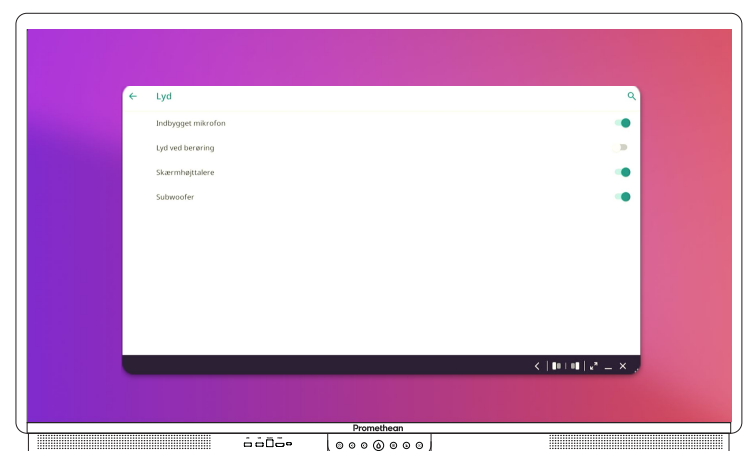 Lyd
Indbygget mikrofon
Lyd ved berøring
Skærmhøjttalere
Subwoofer
Promethean